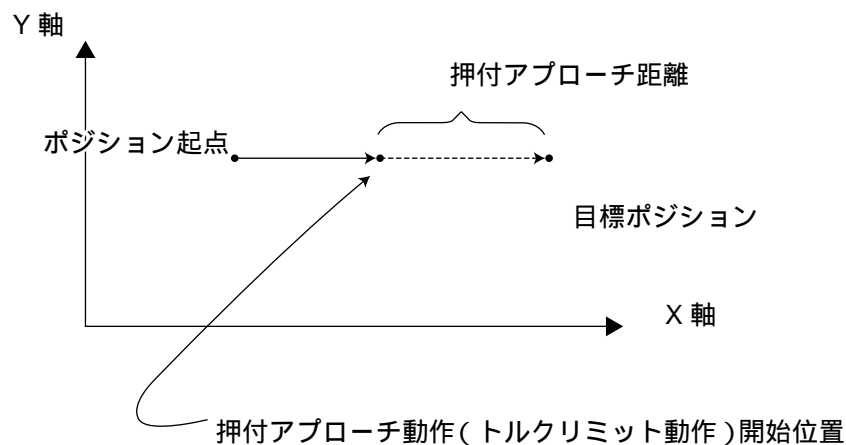 Y 軸
押付アプローチ距離
ポジション起点
目標ポジション
X 軸
押付アプローチ動作(トルクリミット動作)開始位置